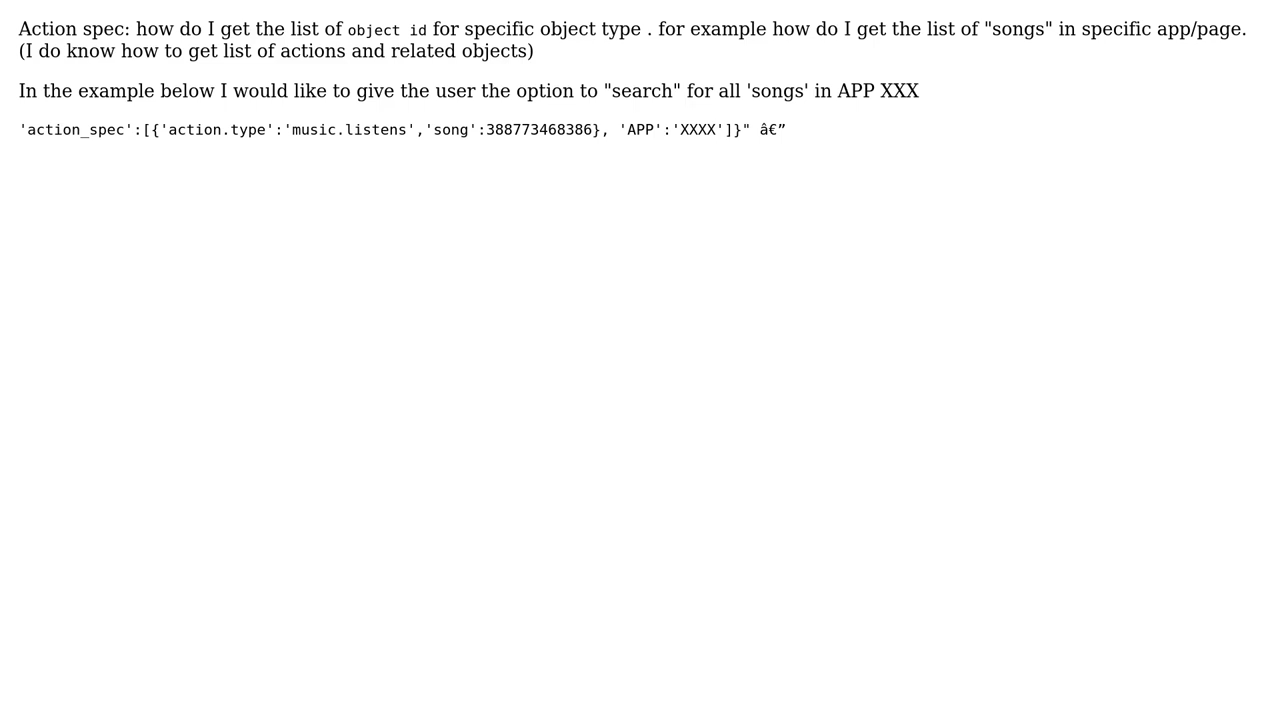 Action spec: how do I get the list of object id for specific object type . for example how do I get the list of "songs" in specific app/page.
(I do know how to get list of actions and related objects)
In the example below I would like to give the user the option to "search" for all 'songs' in APP XXX
'action_spec':[{'action.type':'music.listens','song':388773468386}, 'APP':'XXXX']}" â€”